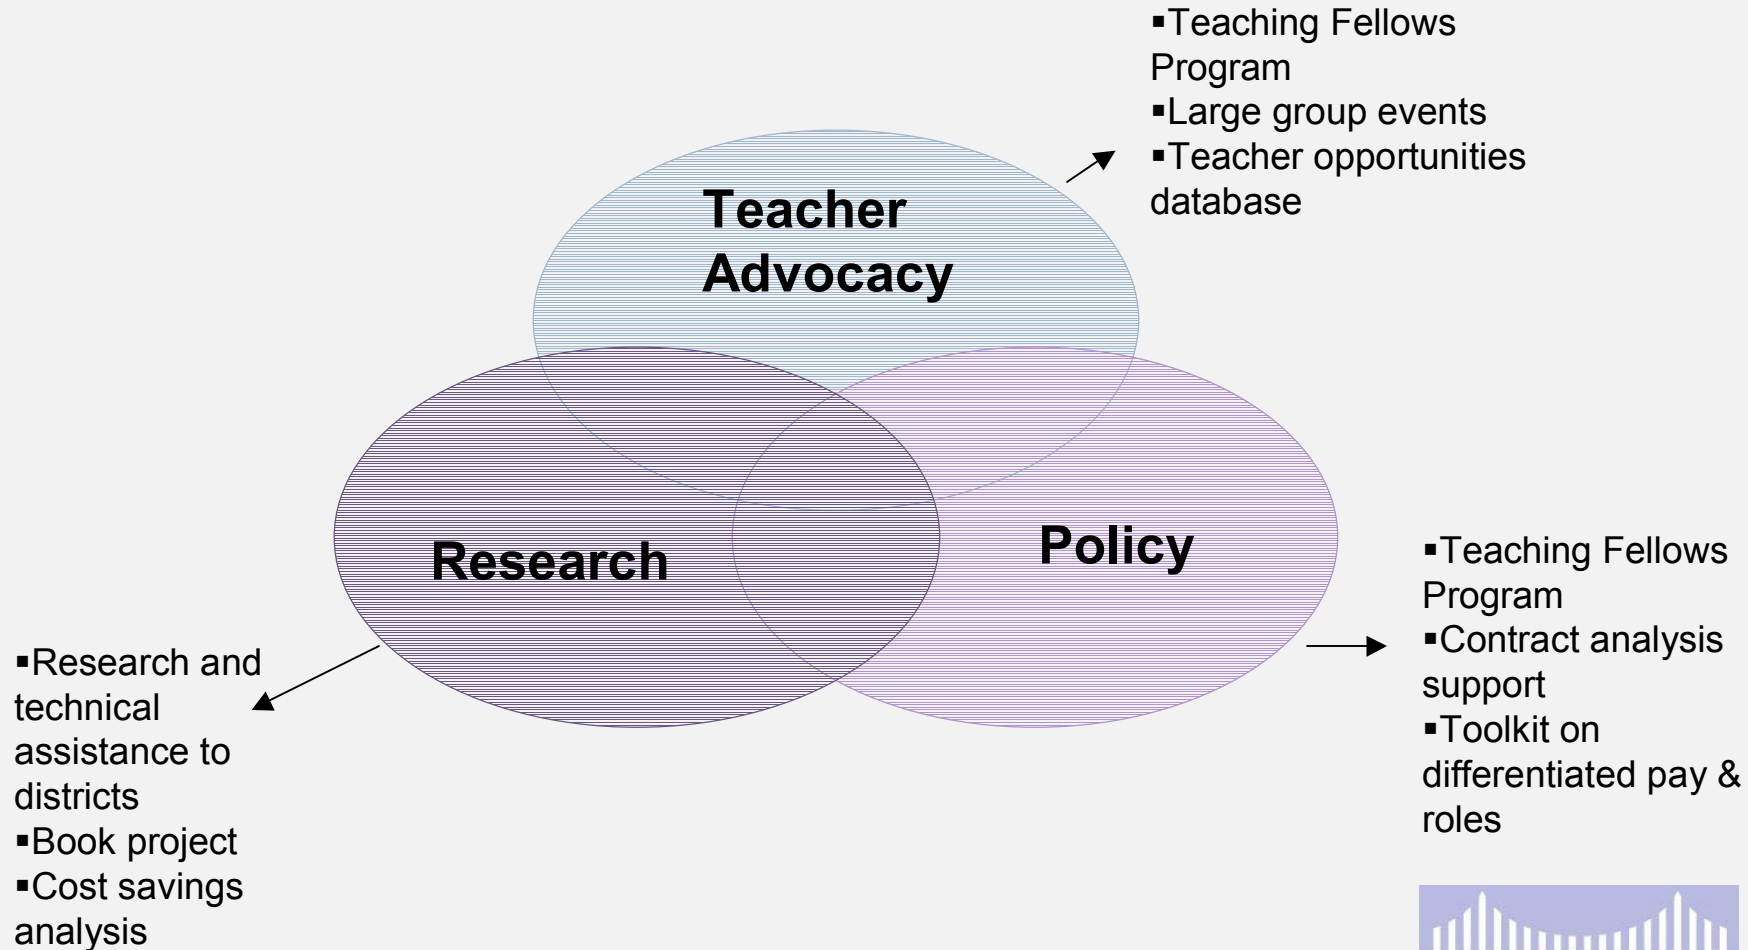 ▪Teaching Fellows
Program
▪Large group events
▪Teacher opportunities
database
Teacher
Advocacy
Research
Policy
▪Research and
technical
assistance to
districts
▪Book project
▪Cost savings
analysis
▪Teaching Fellows
Program
▪Contract analysis
support
▪Toolkit on
differentiated pay &
roles